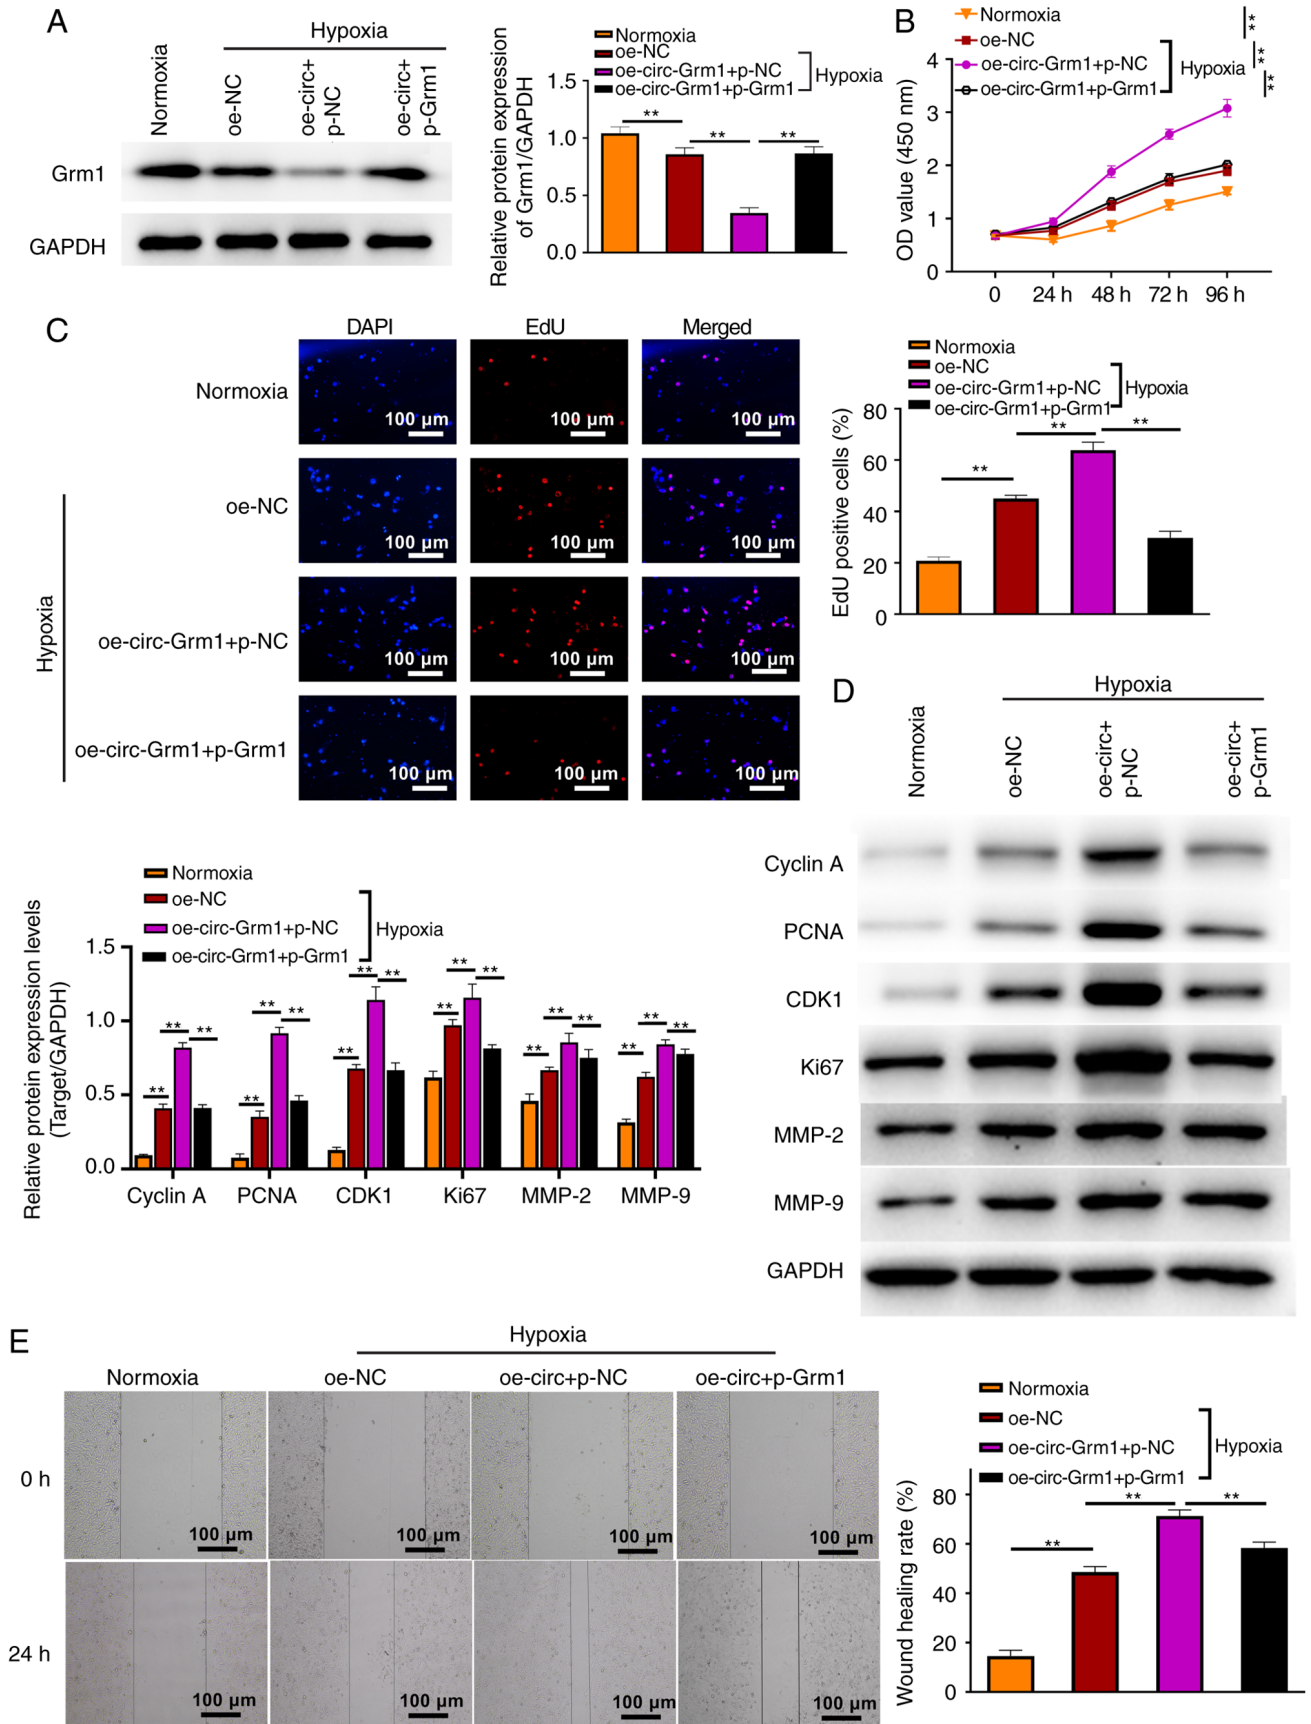 A
Hypoxia
Normoxia
oe-NC
oe-circ+
p-NC
oe-circ+
p-Grm1
Grm1
GAPDH
Normoxia
oe-NC
oe-circ-Grm1+p-NC
oe-circ-Grm1+p-Grm1
Hypoxia
Relative protein expression
of Grm1/GAPDH
1.5
1.0
0.5
0.0
** ** **
B
Normoxia
oe-NC
oe-circ-Grm1+p-NC
oe-circ-Grm1+p-Grm1
Hypoxia
** ** **
OD value (450 nm)
4
3
2
1
0
0 24 h 48 h 72 h 96 h
C
DAPI EdU Merged
Normoxia
100 µm 100 µm 100 µm
oe-NC
100 µm 100 µm 100 µm
Hypoxia
oe-circ-Grm1+p-NC
100 µm 100 µm 100 µm
oe-circ-Grm1+p-Grm1
100 µm 100 µm 100 µm
Normoxia
oe-NC
oe-circ-Grm1+p-NC
oe-circ-Grm1+p-Grm1
Hypoxia
EdU positive cells (%)
80
60
40
20
0
** ** **
D
Hypoxia
Normoxia
oe-NC
oe-circ+
p-NC
oe-circ+
p-Grm1
Cyclin A
PCNA
CDK1
Ki67
MMP-2
MMP-9
GAPDH
Normoxia
oe-NC
oe-circ-Grm1+p-NC
oe-circ-Grm1+p-Grm1
Hypoxia
Relative protein expression levels
(Target/GAPDH)
1.5
1.0
0.5
0.0
** ** **
** ** **
** ** **
** ** **
** ** **
** ** **
Cyclin A PCNA CDK1 Ki67 MMP-2 MMP-9
E
Hypoxia
Normoxia oe-NC oe-circ+p-NC oe-circ+p-Grm1
0 h
100 µm 100 µm 100 µm 100 µm
24 h
100 µm 100 µm 100 µm 100 µm
Normoxia
oe-NC
oe-circ-Grm1+p-NC
oe-circ-Grm1+p-Grm1
Hypoxia
Wound healing rate (%)
80
60
40
20
0
** ** **